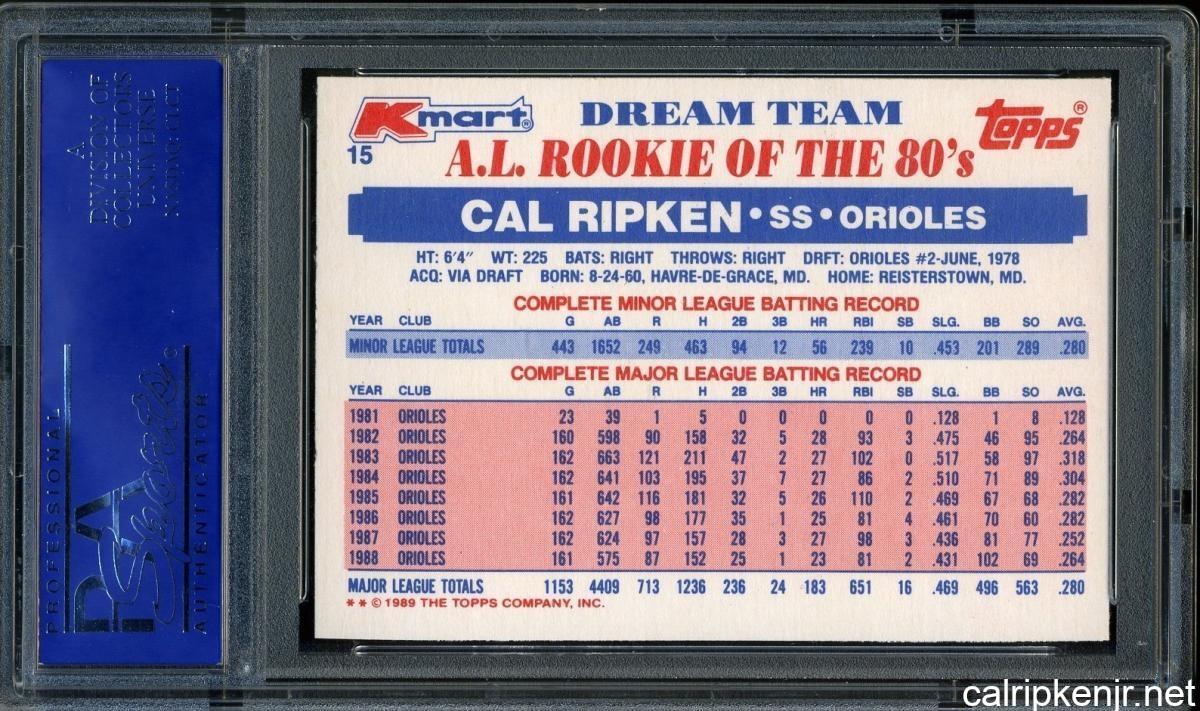 A
DIVISION OF
COLLECTORS
UNIVERSE
NASDAQ: CLCT
PSA
Sports
PROFESSIONAL
AUTHENTICATOR
Kmart® DREAM TEAM Topps®
15 A.L. ROOKIE OF THE 80's
CAL RIPKEN • SS • ORIOLES
HT: 6'4" WT: 225 BATS: RIGHT THROWS: RIGHT DRFT: ORIOLES #2-JUNE, 1978
ACQ: VIA DRAFT BORN: 8-24-60, HAVRE-DE-GRACE, MD. HOME: REISTERSTOWN, MD.
COMPLETE MINOR LEAGUE BATTING RECORD
YEAR CLUB G AB R H 2B 3B HR RBI SB SLG. BB SO AVG.
MINOR LEAGUE TOTALS 443 1652 249 463 94 12 56 239 10 .453 201 289 .280
COMPLETE MAJOR LEAGUE BATTING RECORD
YEAR CLUB G AB R H 2B 3B HR RBI SB SLG. BB SO AVG.
1981 ORIOLES 23 39 1 5 0 0 0 0 0 .128 1 8 .128
1982 ORIOLES 160 598 90 158 32 5 28 93 3 .475 46 95 .264
1983 ORIOLES 162 663 121 211 47 2 27 102 0 .517 58 97 .318
1984 ORIOLES 162 641 103 195 37 7 27 86 2 .510 71 89 .304
1985 ORIOLES 161 642 116 181 32 5 26 110 2 .469 67 68 .282
1986 ORIOLES 162 627 98 177 35 1 25 81 4 .461 70 60 .282
1987 ORIOLES 162 624 97 157 28 3 27 98 3 .436 81 77 .252
1988 ORIOLES 161 575 87 152 25 1 23 81 2 .431 102 69 .264
MAJOR LEAGUE TOTALS 1153 4409 713 1236 236 24 183 651 16 .469 496 563 .280
** © 1989 THE TOPPS COMPANY, INC.
calripkenjr.net